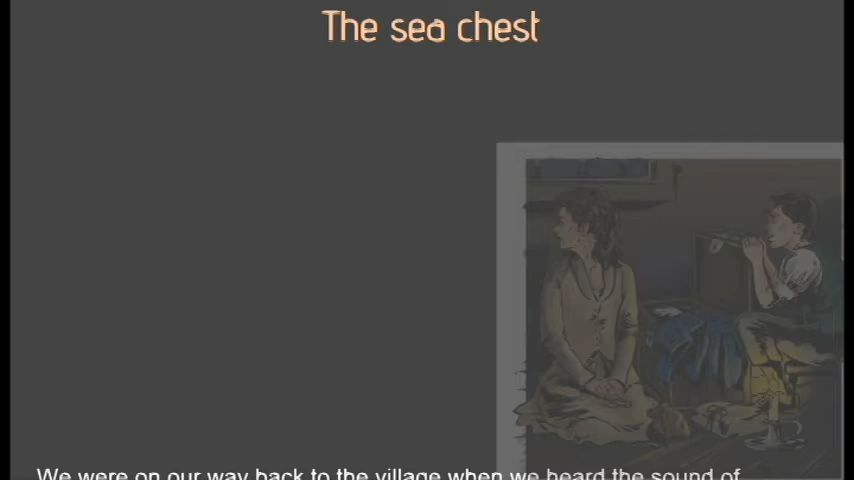 The sea chest
We were on our way back to the village when we heard the sound of